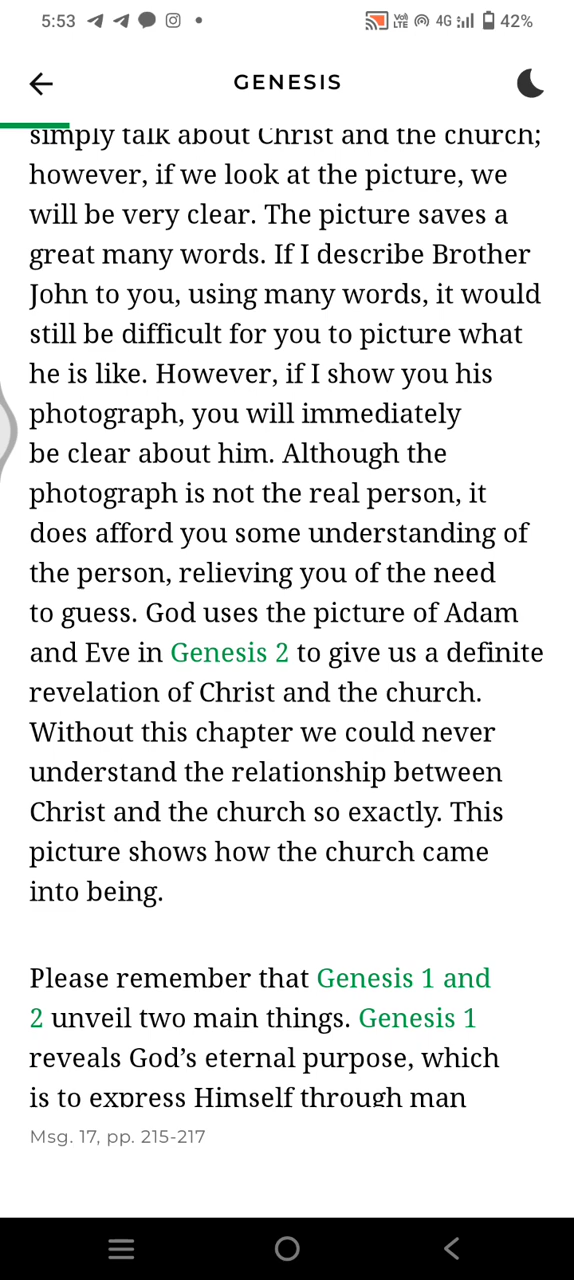 5:53
Vo)) LTE 4G 42%
GENESIS
simply talk about Christ and the church;
however, if we look at the picture, we
will be very clear. The picture saves a
great many words. If I describe Brother
John to you, using many words, it would
still be difficult for you to picture what
he is like. However, if I show you his
photograph, you will immediately
be clear about him. Although the
photograph is not the real person, it
does afford you some understanding of
the person, relieving you of the need
to guess. God uses the picture of Adam
and Eve in Genesis 2 to give us a definite
revelation of Christ and the church.
Without this chapter we could never
understand the relationship between
Christ and the church so exactly. This
picture shows how the church came
into being.
Please remember that Genesis 1 and
2 unveil two main things. Genesis 1
reveals God’s eternal purpose, which
is to express Himself through man
Msg. 17, pp. 215-217